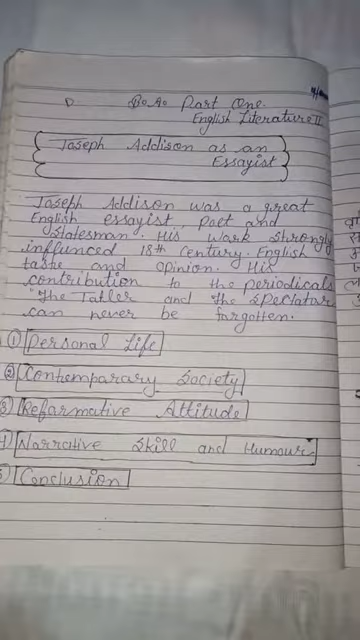 B.A. Part One
English Literature II
Joseph Addison as an
Essayist
Joseph Addison was a great
English essayist, Poet and
Statesman. His work strongly
influnced 18th Century. English
taste and opinion. His
contribution to the periodicals
"The Tatler and the Spectator
can never be forgotten.
① Personal Life
② Contemparary Society
③ Reformative Attitude
4) Narrative Skill and Humour
5) Conclusion